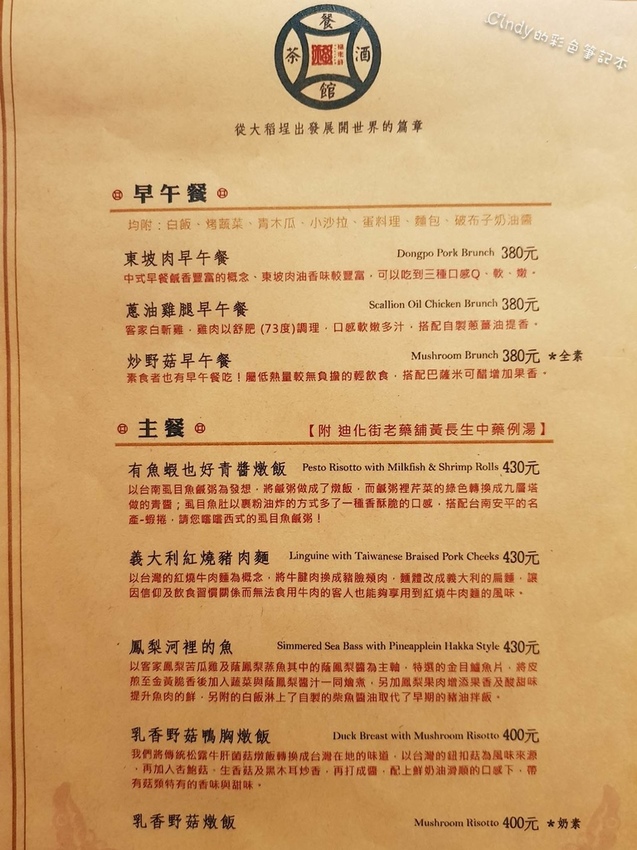 Cindy的彩色筆記本
餐
茶 酒
館
從大稻埕出發展開世界的篇章
早午餐
均附：白飯、烤蔬菜、青木瓜、小沙拉、蛋料理、麵包、破布子奶油醬
東坡肉早午餐 Dongpo Pork Brunch 380元
中式早餐鹹香豐富的概念、東坡肉油香味較豐富，可以吃到三種口感Q、軟、嫩。
蔥油雞腿早午餐 Scallion Oil Chicken Brunch 380元
客家白斬雞，雞肉以舒肥 (73度)調理，口感軟嫩多汁，搭配自製蔥薑油提香。
炒野菇早午餐 Mushroom Brunch 380元 *全素
素食者也有早午餐吃！屬低熱量較無負擔的輕飲食，搭配巴薩米可醋增加果香。
主餐 【附 迪化街老藥舖黃長生中藥例湯】
有魚蝦也好青醬燉飯 Pesto Risotto with Milkfish & Shrimp Rolls 430元
以台南虱目魚鹹粥為發想，將鹹粥做成了燉飯，而鹹粥裡芹菜的綠色轉換成九層塔
做的青醬；虱目魚肚以裹粉油炸的方式多了一種香酥脆的口感，搭配台南安平的名
產-蝦捲，請您嚐嚐西式的虱目魚鹹粥！
義大利紅燒豬肉麵 Linguine with Taiwanese Braised Pork Cheeks 430元
以台灣的紅燒牛肉麵為概念，將牛腱肉換成豬臉頰肉，麵體改成義大利的扁麵，讓
因信仰及飲食習慣關係而無法食用牛肉的客人也能夠享用到紅燒牛肉麵的風味。
鳳梨河裡的魚 Simmered Sea Bass with Pineapplein Hakka Style 430元
以客家鳳梨苦瓜雞及蔭鳳梨蒸魚其中的蔭鳳梨醬為主軸，特選的金目鱸魚片，將皮
煎至金黃脆香後加入蔬菜與蔭鳳梨醬汁一同燴煮，另加鳳梨果肉增添果香及酸甜味
提升魚肉的鮮，另附的白飯淋上了自製的柴魚醬油取代了早期的豬油拌飯。
乳香野菇鴨胸燉飯 Duck Breast with Mushroom Risotto 400元
我們將傳統松露牛肝菌菇燉飯轉換成台灣在地的味道，以台灣的鈕扣菇為風味來源
，再加入杏鮑菇、生香菇及黑木耳炒香，再打成醬，配上鮮奶油滑順的口感下，帶
有菇類特有的香味與甜味。
乳香野菇燉飯 Mushroom Risotto 400元 *奶素